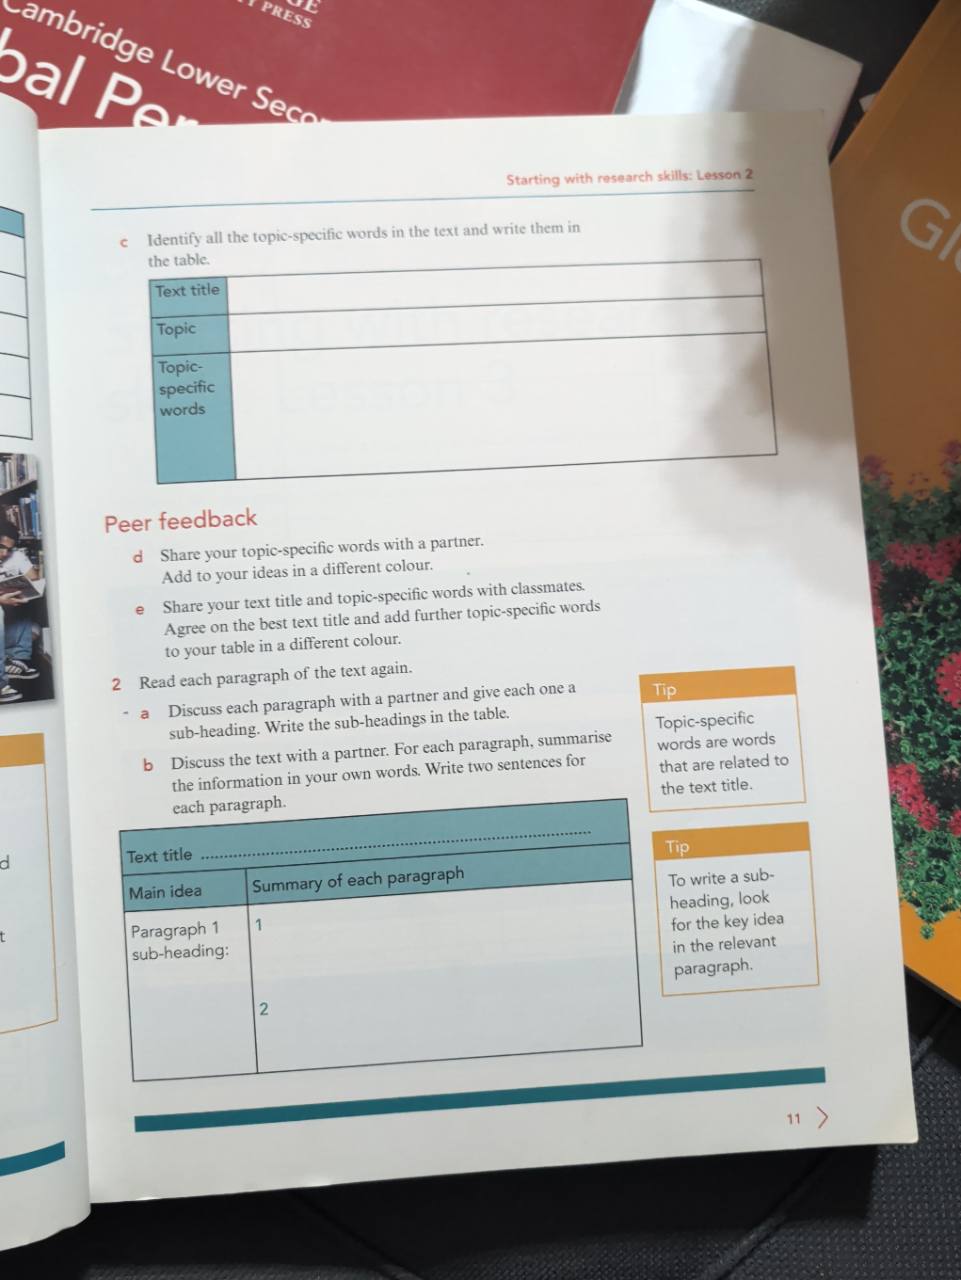 GE
Y PRESS
Cambridge Lower Seco
bal Per
Starting with research skills: Lesson 2
c Identify all the topic-specific words in the text and write them in
the table.
Text title
Topic
Topic-
specific
words
Peer feedback
d Share your topic-specific words with a partner.
Add to your ideas in a different colour.
e Share your text title and topic-specific words with classmates.
Agree on the best text title and add further topic-specific words
to your table in a different colour.
2 Read each paragraph of the text again.
a Discuss each paragraph with a partner and give each one a
sub-heading. Write the sub-headings in the table.
b Discuss the text with a partner. For each paragraph, summarise
the information in your own words. Write two sentences for
each paragraph.
Tip
Topic-specific
words are words
that are related to
the text title.
Text title ................................................................
Main idea Summary of each paragraph
Paragraph 1
sub-heading:
1
2
Tip
To write a sub-
heading, look
for the key idea
in the relevant
paragraph.
11
d
t
Gl